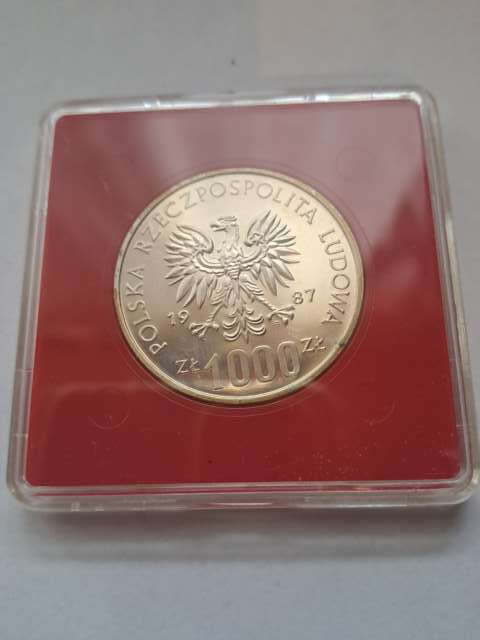 POLSKA RZECZPOSPOLITA LUDOWA
19 87
ZŁ 1000 ZŁ